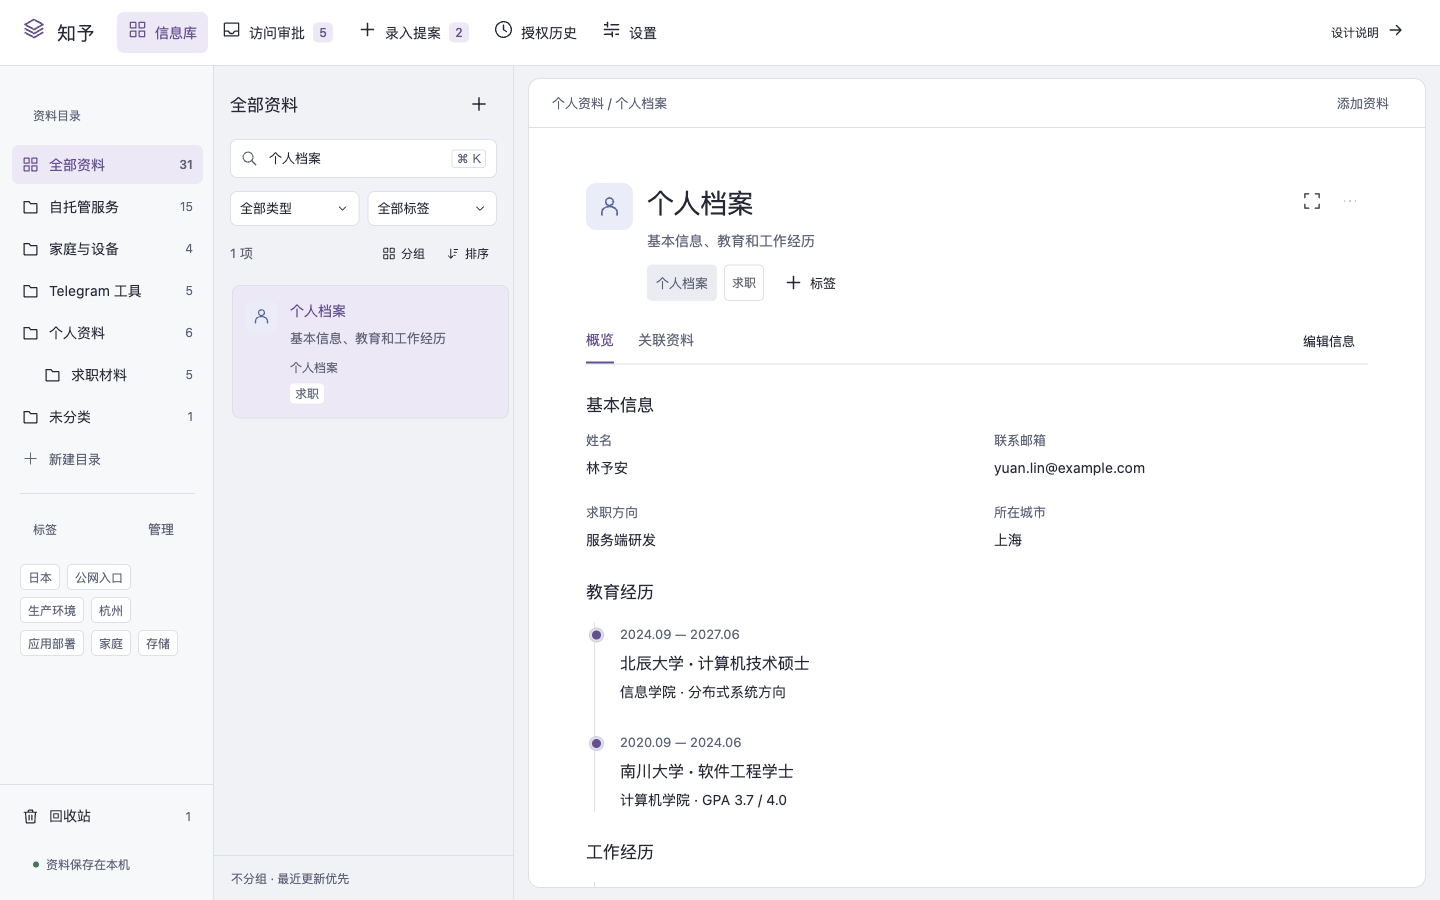 知予
信息库
访问审批 5
录入提案 2
授权历史
设置
设计说明
资料目录
全部资料 31
自托管服务 15
家庭与设备 4
Telegram 工具 5
个人资料 6
求职材料 5
未分类 1
新建目录
标签 管理
日本 公网入口
生产环境 杭州
应用部署 家庭 存储
回收站 1
资料保存在本机
全部资料
个人档案 ⌘ K
全部类型 全部标签
1 项 分组 排序
个人档案
基本信息、教育和工作经历
个人档案
求职
不分组 · 最近更新优先
个人资料 / 个人档案 添加资料
个人档案
基本信息、教育和工作经历
个人档案 求职 标签
概览 关联资料 编辑信息
基本信息
姓名 联系邮箱
林予安 yuan.lin@example.com
求职方向 所在城市
服务端研发 上海
教育经历
2024.09 — 2027.06
北辰大学 · 计算机技术硕士
信息学院 · 分布式系统方向
2020.09 — 2024.06
南川大学 · 软件工程学士
计算机学院 · GPA 3.7 / 4.0
工作经历